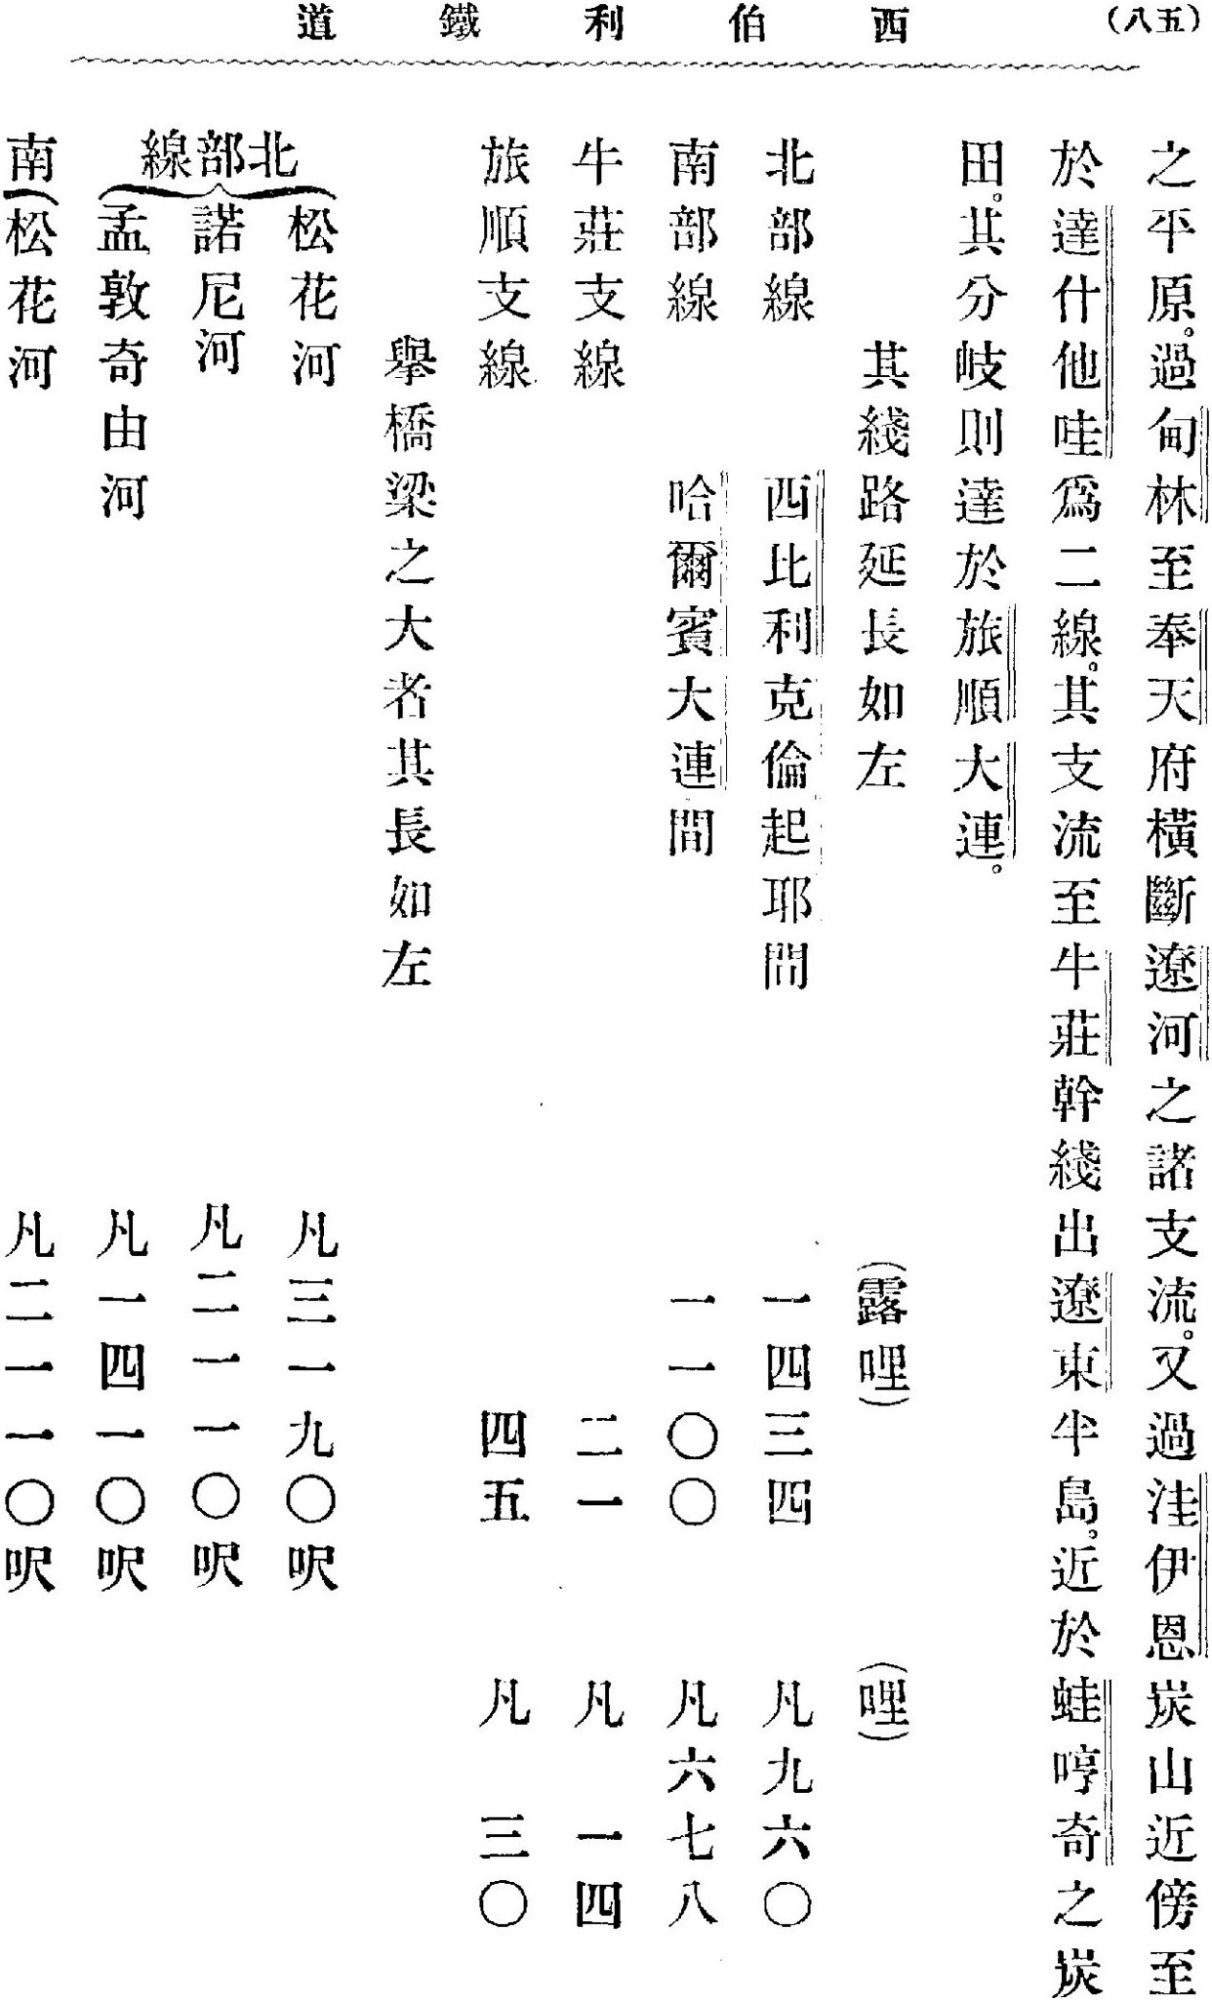 (八五)
西伯利鐵道
之平原。過甸林至奉天府橫斷遼河之諸支流。又過洼伊恩炭山近傍至
於達什他哇爲二線。其支流至牛莊幹綫出遼東半島。近於蛙哼奇之炭
田。其分岐則達於旅順大連。
其綫路延長如左 (露哩) (哩)
北部線 西比利克倫起耶間 一四三四 凡九六〇
南部線 哈爾賓大連間 一一〇〇 凡六七八
牛莊支線 二一 凡一四
旅順支線 四五 凡三〇
舉橋梁之大者其長如左
北部線
松花河 凡三一九〇呎
諾尼河 凡二一一〇呎
孟敦奇由河 凡一四一〇呎
南 松花河 凡二一一〇呎